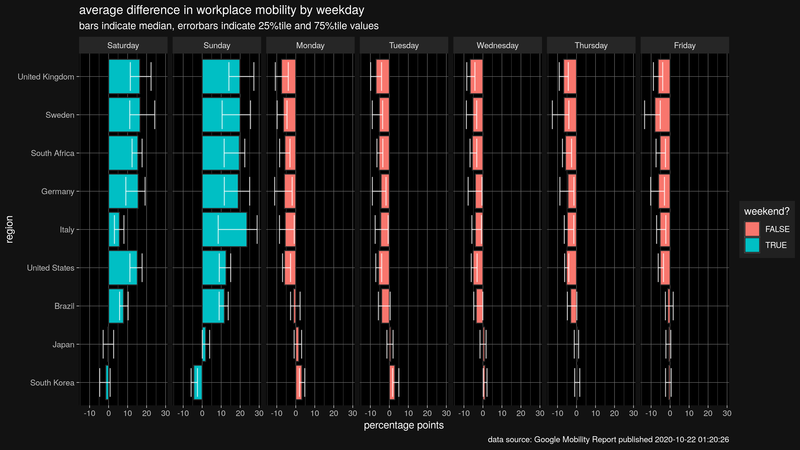 average difference in workplace mobility by weekday
bars indicate median, errorbars indicate 25%tile and 75%tile values
Saturday Sunday Monday Tuesday Wednesday Thursday Friday
United Kingdom
Sweden
South Africa
Germany
Italy
United States
Brazil
Japan
South Korea
region
weekend?
FALSE
TRUE
-10 0 10 20 30 -10 0 10 20 30 -10 0 10 20 30 -10 0 10 20 30 -10 0 10 20 30 -10 0 10 20 30 -10 0 10 20 30
percentage points
data source: Google Mobility Report published 2020-10-22 01:20:26